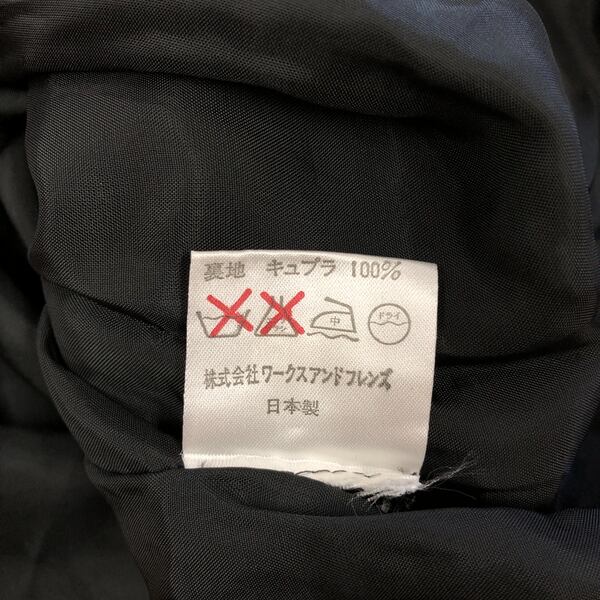 裏地 キュプラ 100%
中 ドライ
株式会社ワークスアンドフレンズ
日本製